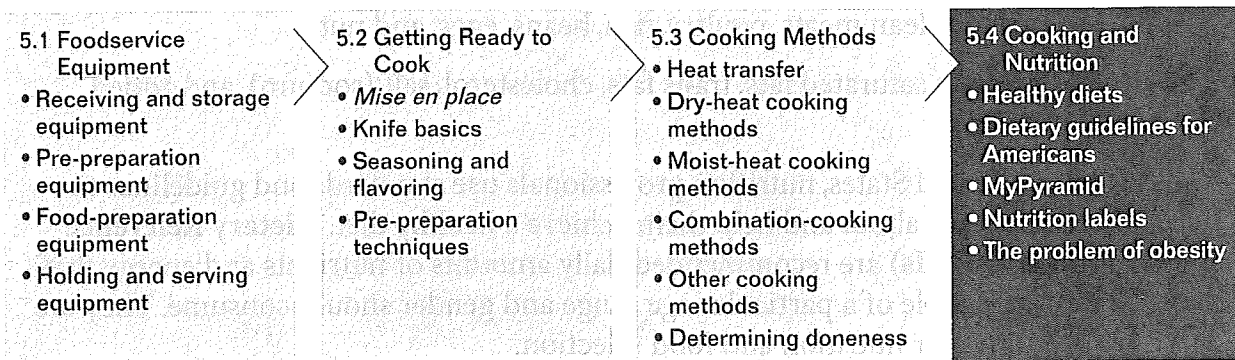 5.1 Foodservice
Equipment
• Receiving and storage
equipment
• Pre-preparation
equipment
• Food-preparation
equipment
• Holding and serving
equipment
5.2 Getting Ready to
Cook
• Mise en place
• Knife basics
• Seasoning and
flavoring
• Pre-preparation
techniques
5.3 Cooking Methods
• Heat transfer
• Dry-heat cooking
methods
• Moist-heat cooking
methods
• Combination-cooking
methods
• Other cooking
methods
• Determining doneness
5.4 Cooking and
Nutrition
• Healthy diets
• Dietary guidelines for
Americans
• MyPyramid
• Nutrition labels
• The problem of obesity